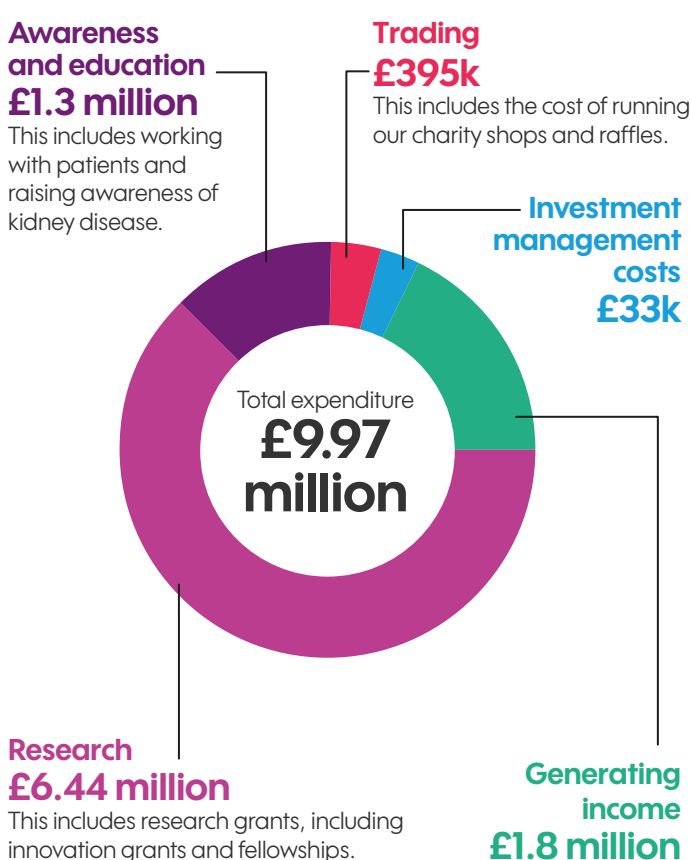 Awareness
and education
£1.3 million
This includes working
with patients and
raising awareness of
kidney disease.
Trading
£395k
This includes the cost of running
our charity shops and raffles.
Investment
management
costs
£33k
Total expenditure
£9.97
million
Research
£6.44 million
This includes research grants, including
innovation grants and fellowships.
Generating
income
£1.8 million